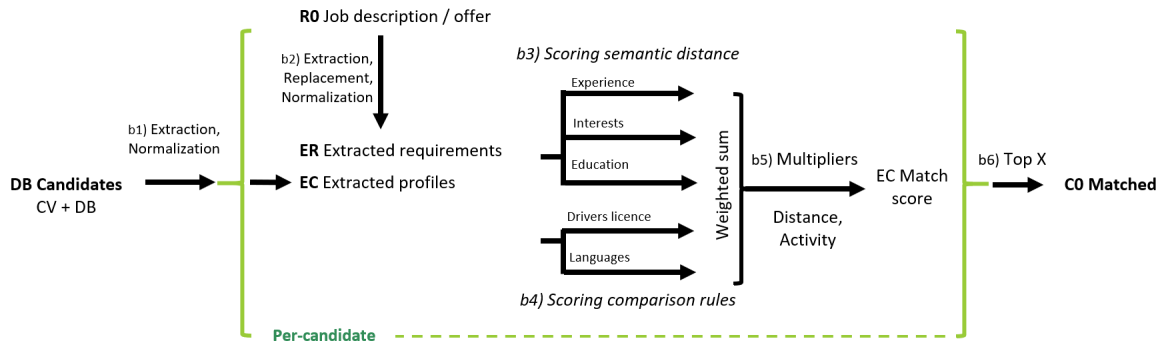 R0 Job description / offer
b2) Extraction,
Replacement,
Normalization
b3) Scoring semantic distance
Experience
Interests
Education
b1) Extraction,
Normalization
ER Extracted requirements
EC Extracted profiles
DB Candidates
CV + DB
Drivers licence
Languages
b4) Scoring comparison rules
Weighted sum
b5) Multipliers
Distance,
Activity
EC Match
score
b6) Top X
C0 Matched
Per-candidate